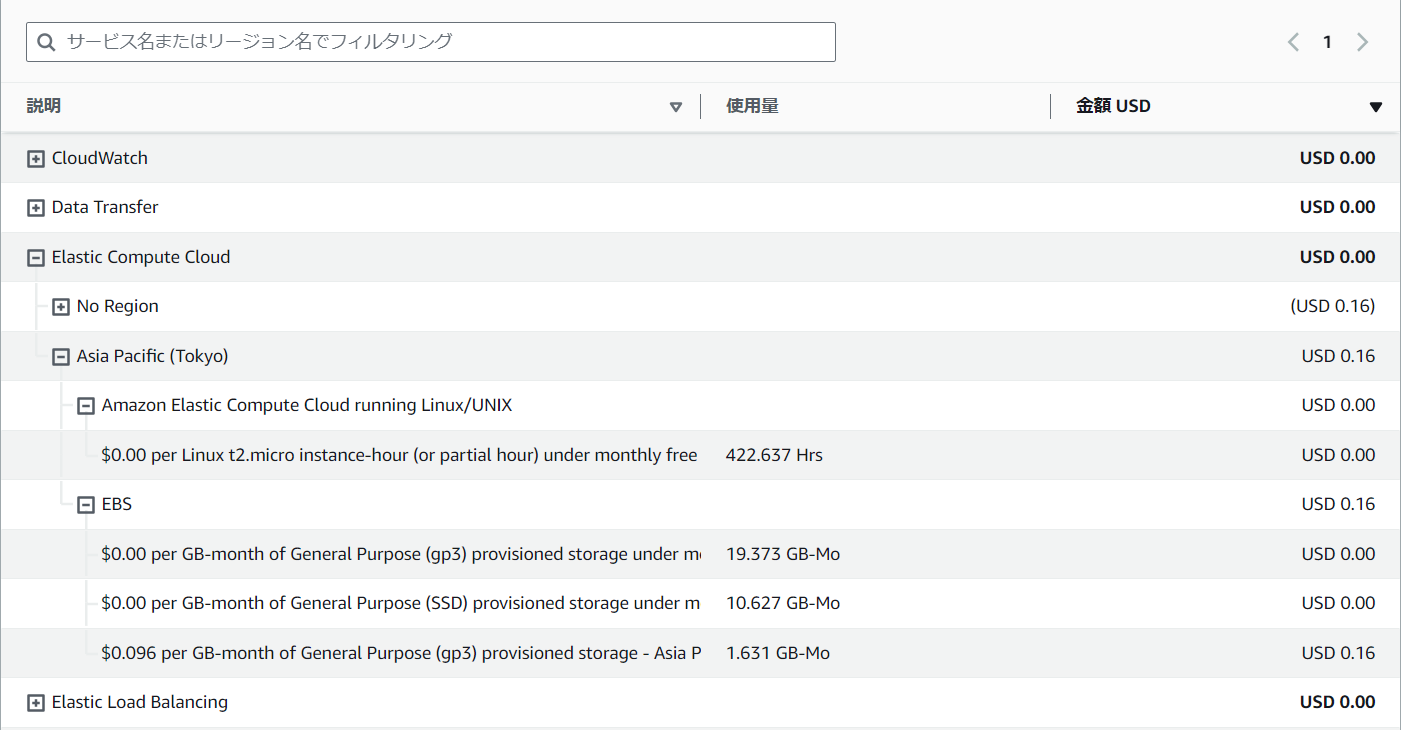 サービス名またはリージョン名でフィルタリング
1
説明 使用量 金額 USD
CloudWatch USD 0.00
Data Transfer USD 0.00
Elastic Compute Cloud USD 0.00
No Region (USD 0.16)
Asia Pacific (Tokyo) USD 0.16
Amazon Elastic Compute Cloud running Linux/UNIX USD 0.00
$0.00 per Linux t2.micro instance-hour (or partial hour) under monthly free 422.637 Hrs USD 0.00
EBS USD 0.16
$0.00 per GB-month of General Purpose (gp3) provisioned storage under m 19.373 GB-Mo USD 0.00
$0.00 per GB-month of General Purpose (SSD) provisioned storage under m 10.627 GB-Mo USD 0.00
$0.096 per GB-month of General Purpose (gp3) provisioned storage - Asia P 1.631 GB-Mo USD 0.16
Elastic Load Balancing USD 0.00